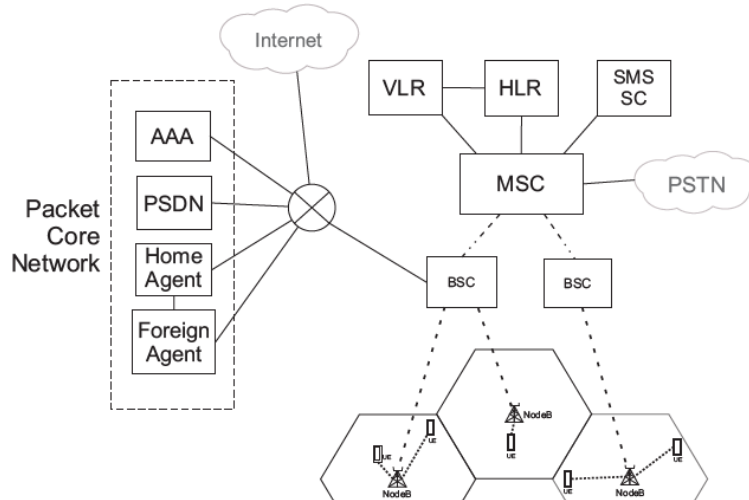 Internet
VLR
HLR
SMS
SC
AAA
MSC
PSTN
PSDN
Packet
Core
Network
Home
Agent
BSC
BSC
Foreign
Agent
NodeB
UE
UE
UE
UE
UE
NodeB
NodeB